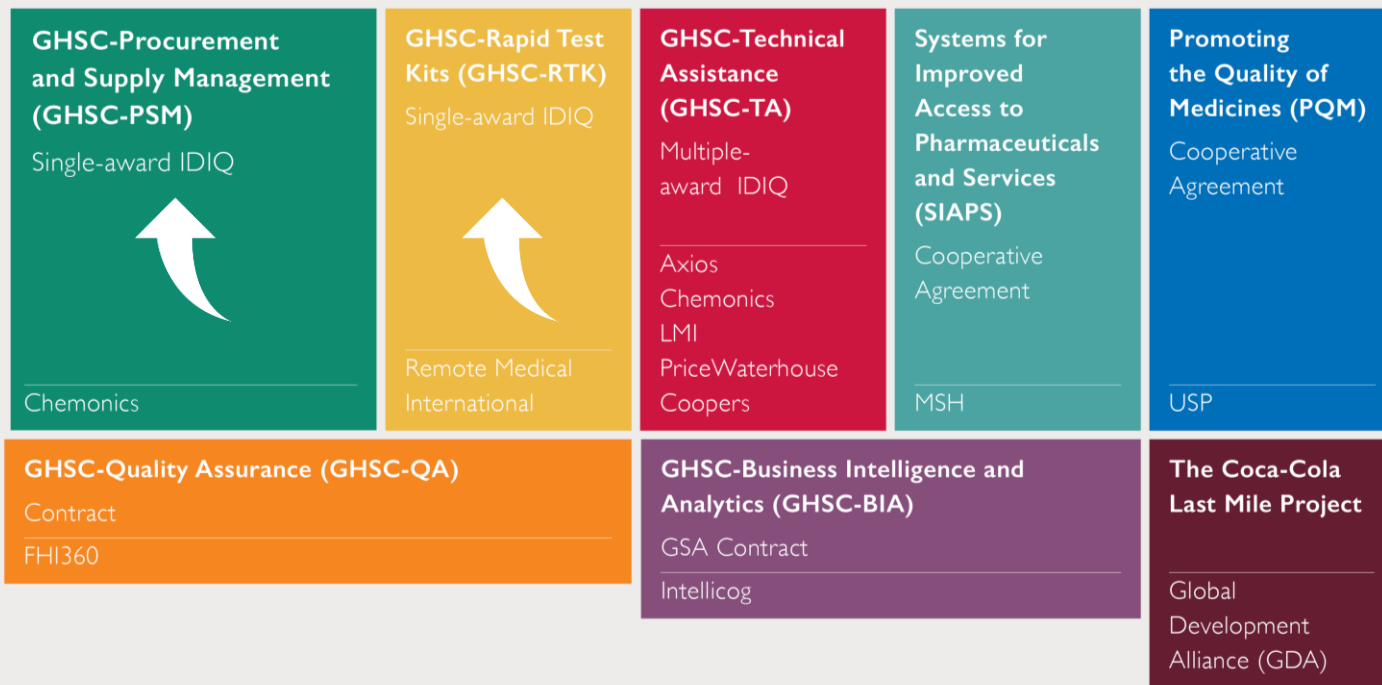 GHSC-Procurement
and Supply Management
(GHSC-PSM)
Single-award IDIQ
Chemonics
GHSC-Rapid Test
Kits (GHSC-RTK)
Single-award IDIQ
Remote Medical
International
GHSC-Technical
Assistance
(GHSC-TA)
Multiple-
award IDIQ
Axios
Chemonics
LMI
PriceWaterhouse
Coopers
Systems for
Improved
Access to
Pharmaceuticals
and Services
(SIAPS)
Cooperative
Agreement
MSH
Promoting
the Quality of
Medicines (PQM)
Cooperative
Agreement
USP
GHSC-Quality Assurance (GHSC-QA)
Contract
FHI360
GHSC-Business Intelligence and
Analytics (GHSC-BIA)
GSA Contract
Intellicog
The Coca-Cola
Last Mile Project
Global
Development
Alliance (GDA)